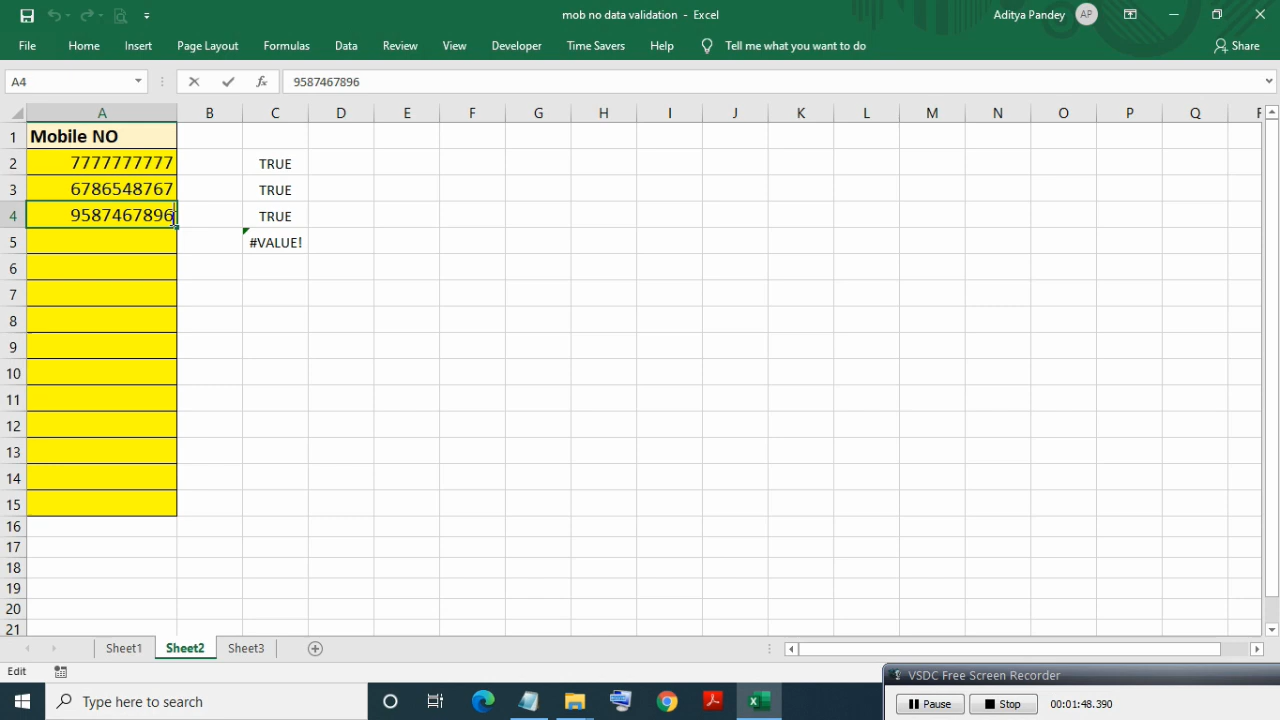 mob no data validation - Excel
Aditya Pandey AP
File Home Insert Page Layout Formulas Data Review View Developer Time Savers Help Tell me what you want to do Share
A4 fx 9587467896
A B C D E F G H I J K L M N O P Q
1 Mobile NO
2 7777777777 TRUE
3 6786548767 TRUE
4 9587467896 TRUE
5 #VALUE!
6
7
8
9
10
11
12
13
14
15
16
17
18
19
20
21
Sheet1 Sheet2 Sheet3
Edit
VSDC Free Screen Recorder
Type here to search
Pause Stop 00:01:48.390